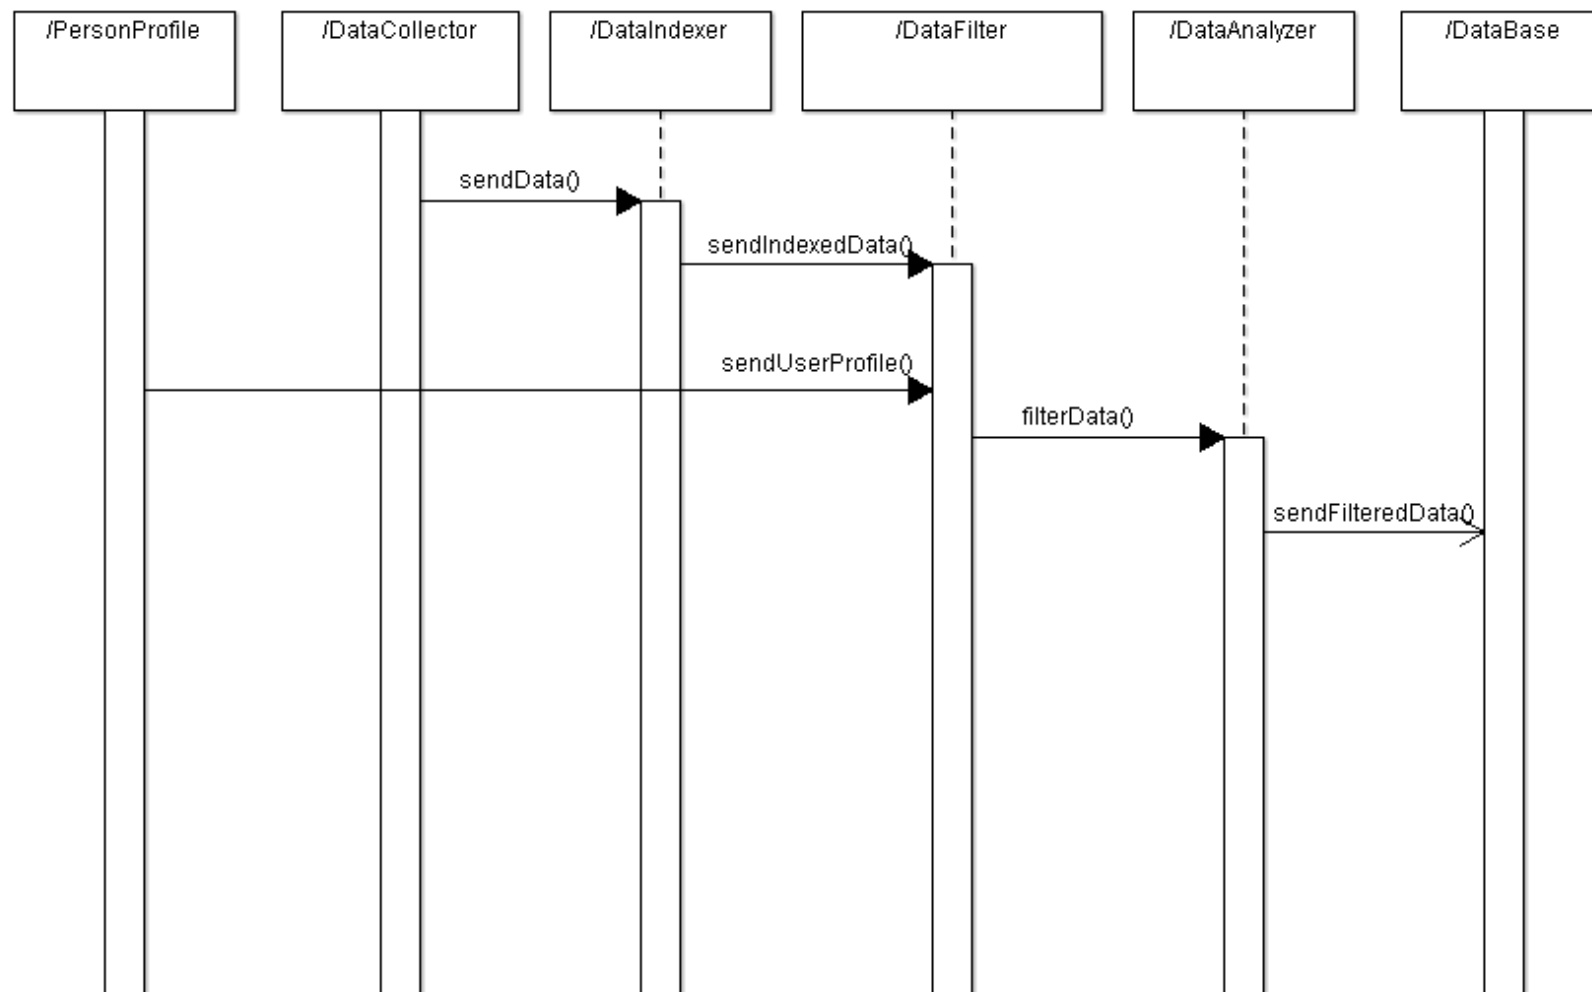 /PersonProfile
/DataCollector
/DataIndexer
/DataFilter
/DataAnalyzer
/DataBase
sendData()
sendIndexedData()
sendUserProfile()
filterData()
sendFilteredData()